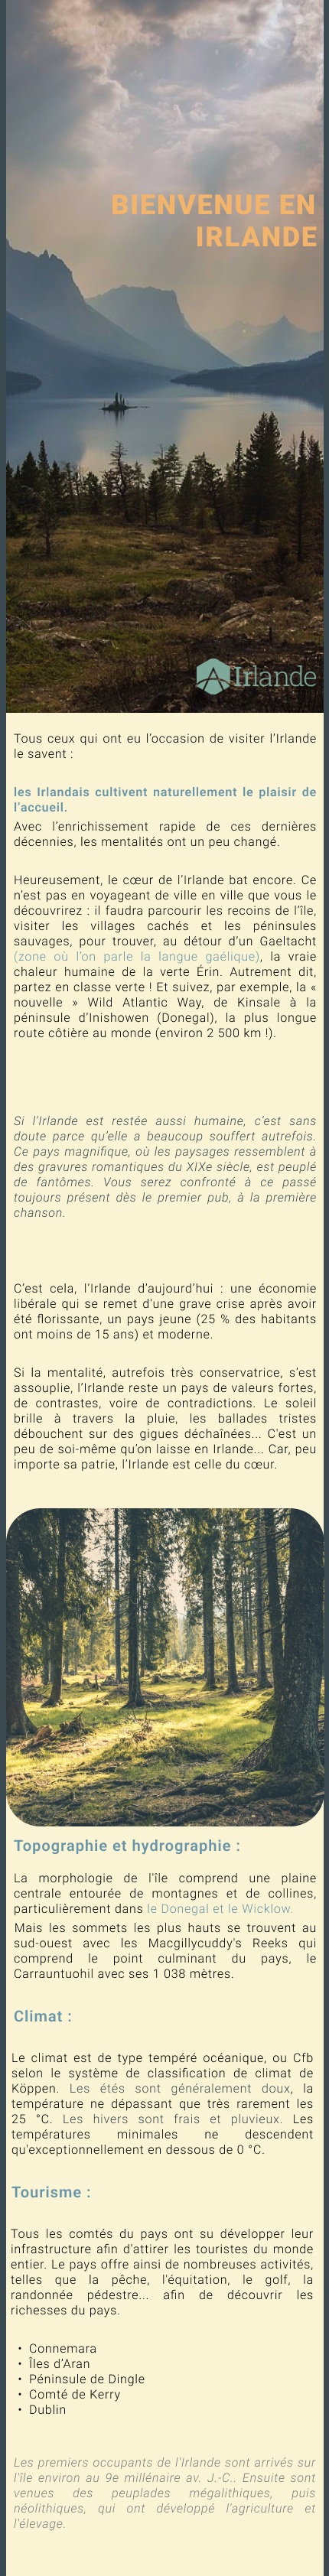 BIENVENUE EN
IRLANDE
Irlande
Tous ceux qui ont eu l’occasion de visiter l’Irlande
le savent :
les Irlandais cultivent naturellement le plaisir de
l’accueil.
Avec l’enrichissement rapide de ces dernières
décennies, les mentalités ont un peu changé.
Heureusement, le cœur de l’Irlande bat encore. Ce
n’est pas en voyageant de ville en ville que vous le
découvrirez : il faudra parcourir les recoins de l’île,
visiter les villages cachés et les péninsules
sauvages, pour trouver, au détour d’un Gaeltacht
(zone où l’on parle la langue gaélique), la vraie
chaleur humaine de la verte Érin. Autrement dit,
partez en classe verte ! Et suivez, par exemple, la «
nouvelle » Wild Atlantic Way, de Kinsale à la
péninsule d’Inishowen (Donegal), la plus longue
route côtière au monde (environ 2 500 km !).
Si l'Irlande est restée aussi humaine, c’est sans
doute parce qu’elle a beaucoup souffert autrefois.
Ce pays magnifique, où les paysages ressemblent à
des gravures romantiques du XIXe siècle, est peuplé
de fantômes. Vous serez confronté à ce passé
toujours présent dès le premier pub, à la première
chanson.
C’est cela, l’Irlande d’aujourd’hui : une économie
libérale qui se remet d'une grave crise après avoir
été florissante, un pays jeune (25 % des habitants
ont moins de 15 ans) et moderne.
Si la mentalité, autrefois très conservatrice, s’est
assouplie, l’Irlande reste un pays de valeurs fortes,
de contrastes, voire de contradictions. Le soleil
brille à travers la pluie, les ballades tristes
débouchent sur des gigues déchaînées... C'est un
peu de soi-même qu’on laisse en Irlande... Car, peu
importe sa patrie, l’Irlande est celle du cœur.
Topographie et hydrographie :
La morphologie de l'île comprend une plaine
centrale entourée de montagnes et de collines,
particulièrement dans le Donegal et le Wicklow.
Mais les sommets les plus hauts se trouvent au
sud-ouest avec les Macgillycuddy's Reeks qui
comprend le point culminant du pays, le
Carrauntuohil avec ses 1 038 mètres.
Climat :
Le climat est de type tempéré océanique, ou Cfb
selon le système de classification de climat de
Köppen. Les étés sont généralement doux, la
température ne dépassant que très rarement les
25 °C. Les hivers sont frais et pluvieux. Les
températures minimales ne descendent
qu'exceptionnellement en dessous de 0 °C.
Tourisme :
Tous les comtés du pays ont su développer leur
infrastructure afin d'attirer les touristes du monde
entier. Le pays offre ainsi de nombreuses activités,
telles que la pêche, l'équitation, le golf, la
randonnée pédestre... afin de découvrir les
richesses du pays.
• Connemara
• Îles d’Aran
• Péninsule de Dingle
• Comté de Kerry
• Dublin
Les premiers occupants de l'Irlande sont arrivés sur
l'île environ au 9e millénaire av. J.-C.. Ensuite sont
venues des peuplades mégalithiques, puis
néolithiques, qui ont développé l'agriculture et
l'élevage.